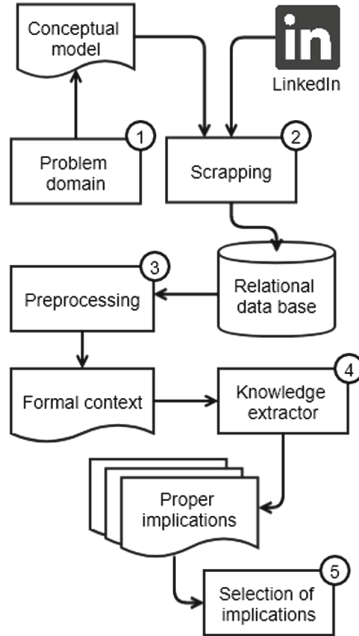 Conceptual
model
in
LinkedIn
1
Problem
domain
2
Scrapping
3
Preprocessing
Relational
data base
Formal context
4
Knowledge
extractor
Proper
implications
5
Selection of
implications